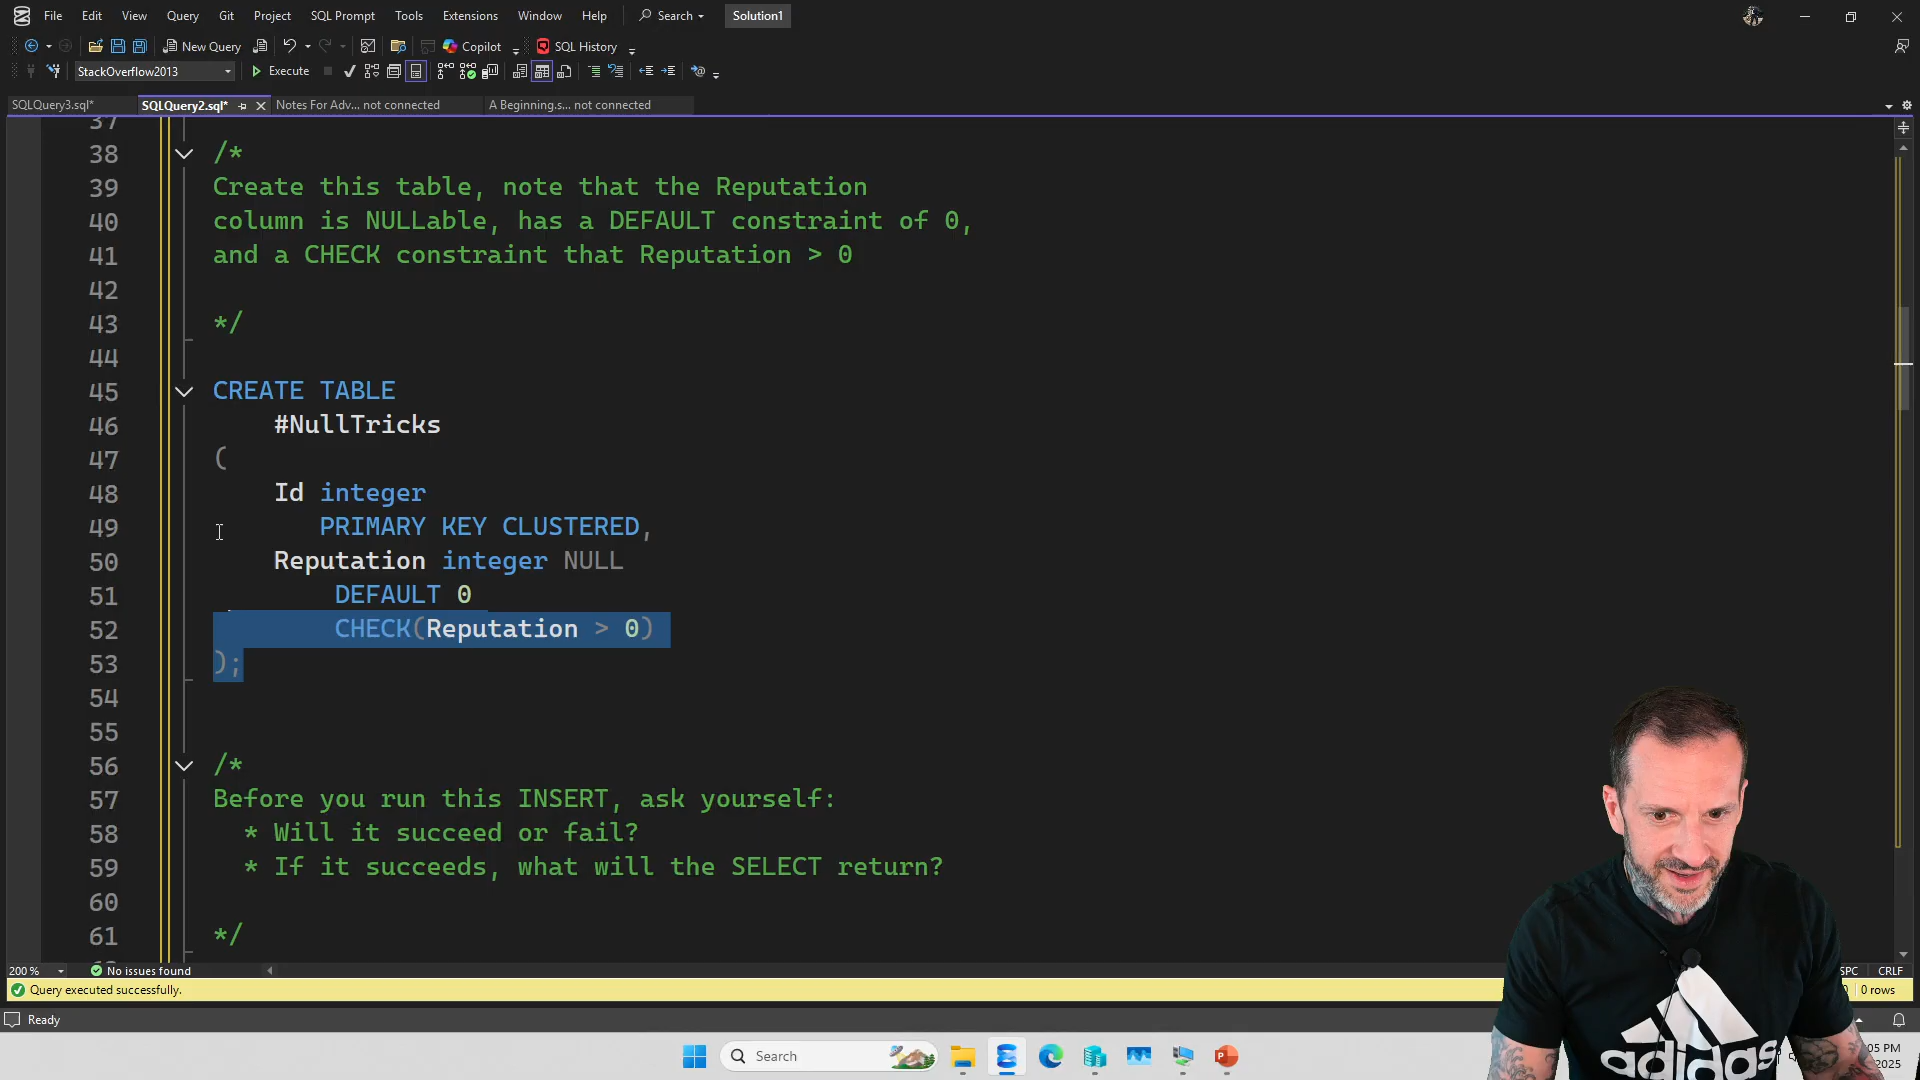 File Edit View Query Git Project SQL Prompt Tools Extensions Window Help Search Solution1
New Query Copilot SQL History
StackOverflow2013 Execute
SQLQuery3.sql* SQLQuery2.sql* Notes For Adv... not connected A Beginning.s... not connected
37
38 /*
39 Create this table, note that the Reputation
40 column is NULLable, has a DEFAULT constraint of 0,
41 and a CHECK constraint that Reputation > 0
42
43 */
44
45 CREATE TABLE
46 #NullTricks
47 (
48 Id integer
49 PRIMARY KEY CLUSTERED,
50 Reputation integer NULL
51 DEFAULT 0
52 CHECK(Reputation > 0)
53 );
54
55
56 /*
57 Before you run this INSERT, ask yourself:
58 * Will it succeed or fail?
59 * If it succeeds, what will the SELECT return?
60
61 */
200 % No issues found SPC CRLF
Query executed successfully. 0 rows
Ready
Search
05 PM
2025
adidas